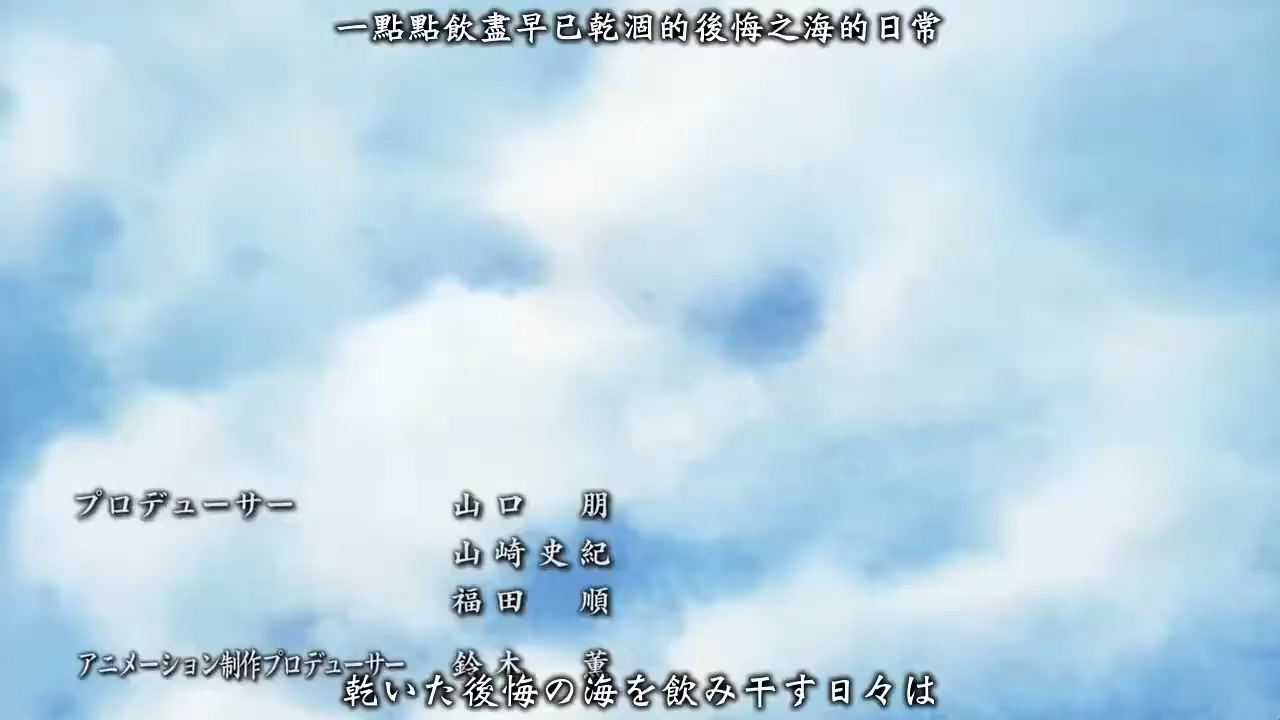 一點點飲盡早已乾涸的後悔之海的日常
プロデューサー 山口 朋
山崎史紀
福田 順
アニメーション制作プロデューサー 鈴木 薫
乾いた後悔の海を飲み干す日々は